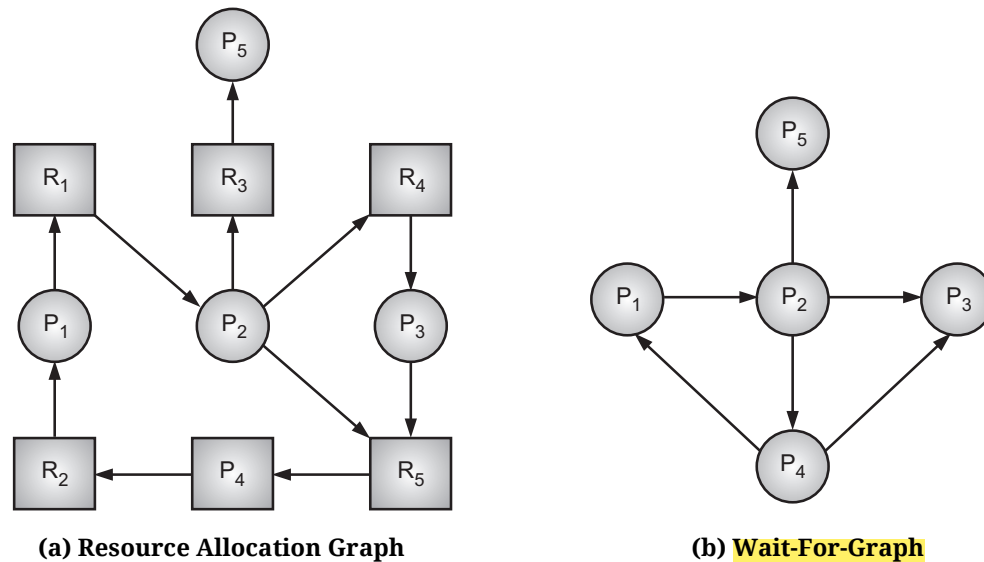 P5
R1
R3
R4
P1
P2
P3
R2
P4
R5
(a) Resource Allocation Graph
P5
P1
P2
P3
P4
(b) Wait-For-Graph